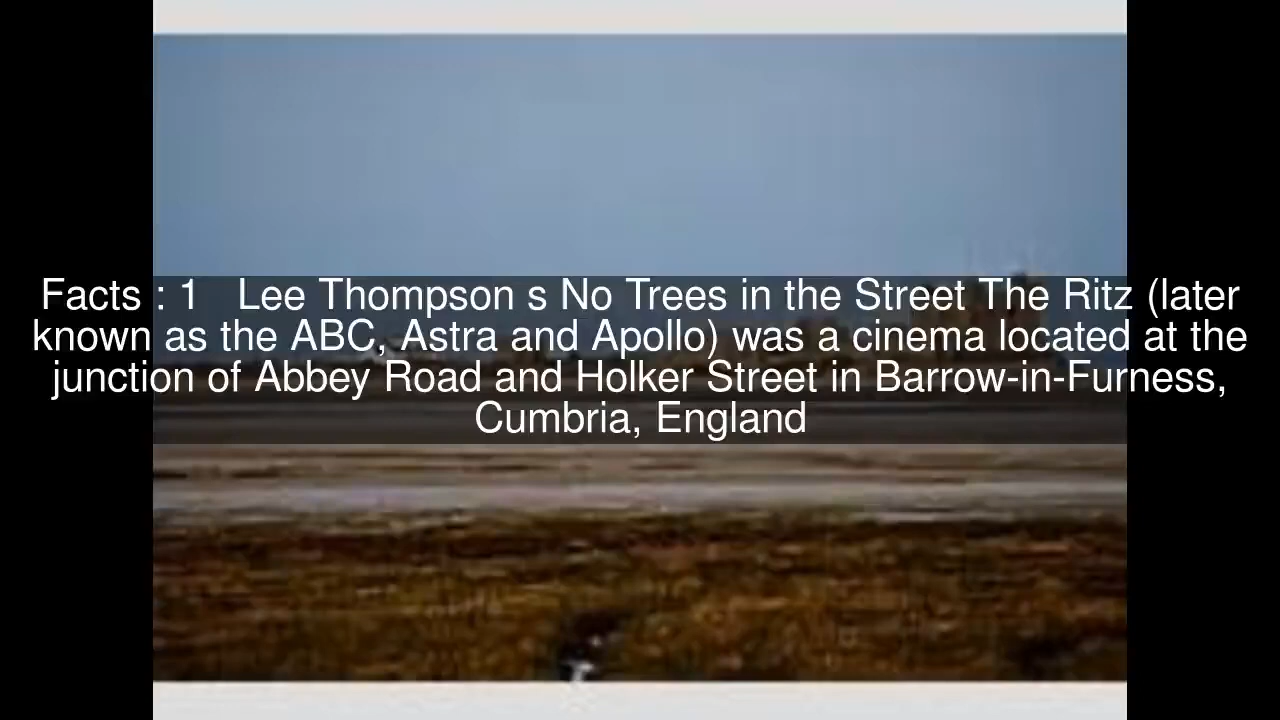 Facts : 1   Lee Thompson s No Trees in the Street The Ritz (later
known as the ABC, Astra and Apollo) was a cinema located at the
junction of Abbey Road and Holker Street in Barrow-in-Furness,
Cumbria, England